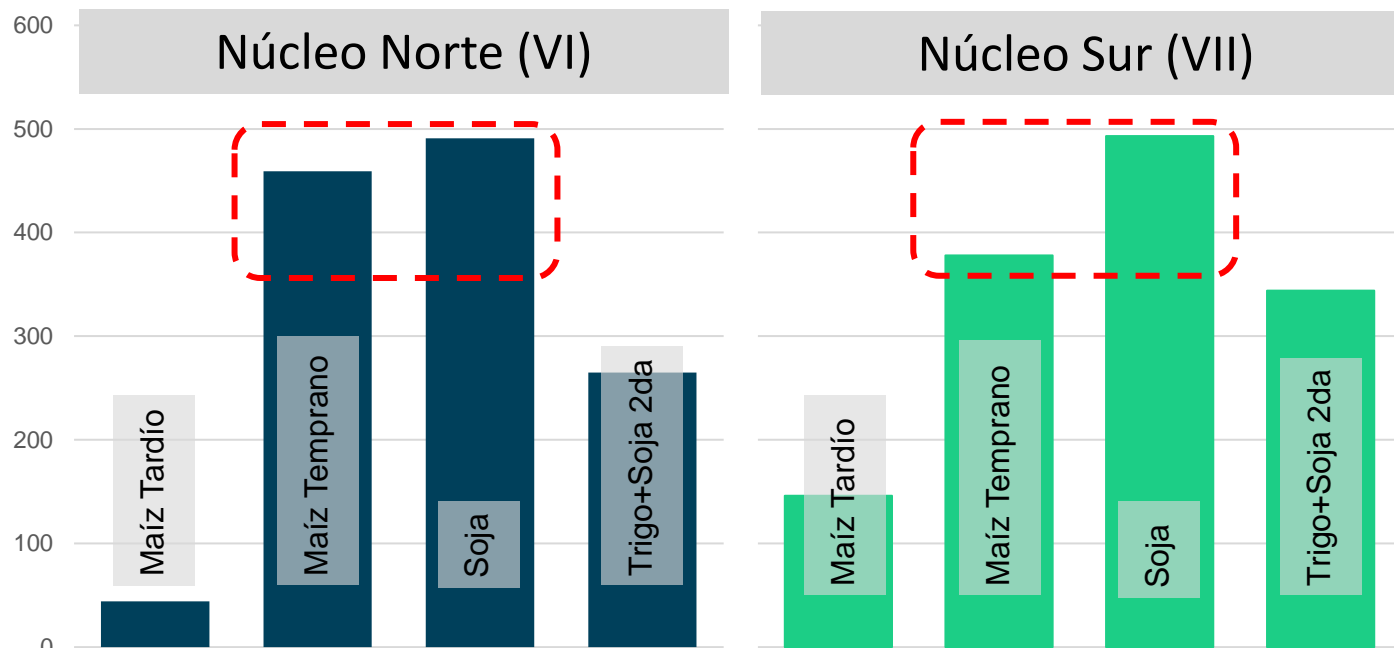 600
Núcleo Norte (VI)
Núcleo Sur (VII)
500
400
300
200
100
0
Maíz Tardío
Maíz Temprano
Soja
Trigo+Soja 2da
Maíz Tardío
Maíz Temprano
Soja
Trigo+Soja 2da